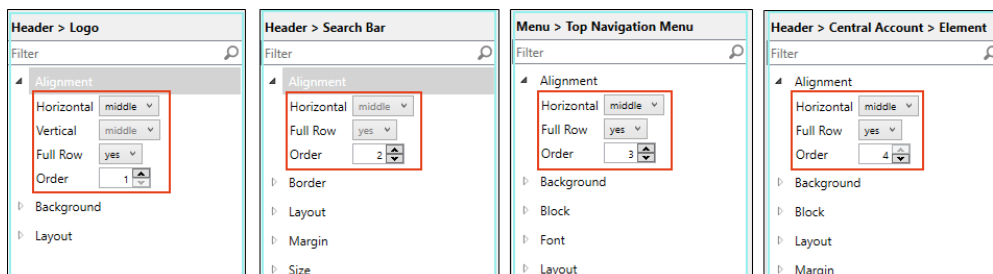 Header > Logo
Filter
Alignment
Horizontal middle
Vertical middle
Full Row yes
Order 1
Background
Layout
Header > Search Bar
Filter
Alignment
Horizontal middle
Full Row yes
Order 2
Border
Layout
Margin
Size
Menu > Top Navigation Menu
Filter
Alignment
Horizontal middle
Full Row yes
Order 3
Background
Block
Font
Layout
Header > Central Account > Element
Filter
Alignment
Horizontal middle
Full Row yes
Order 4
Background
Block
Layout
Margin